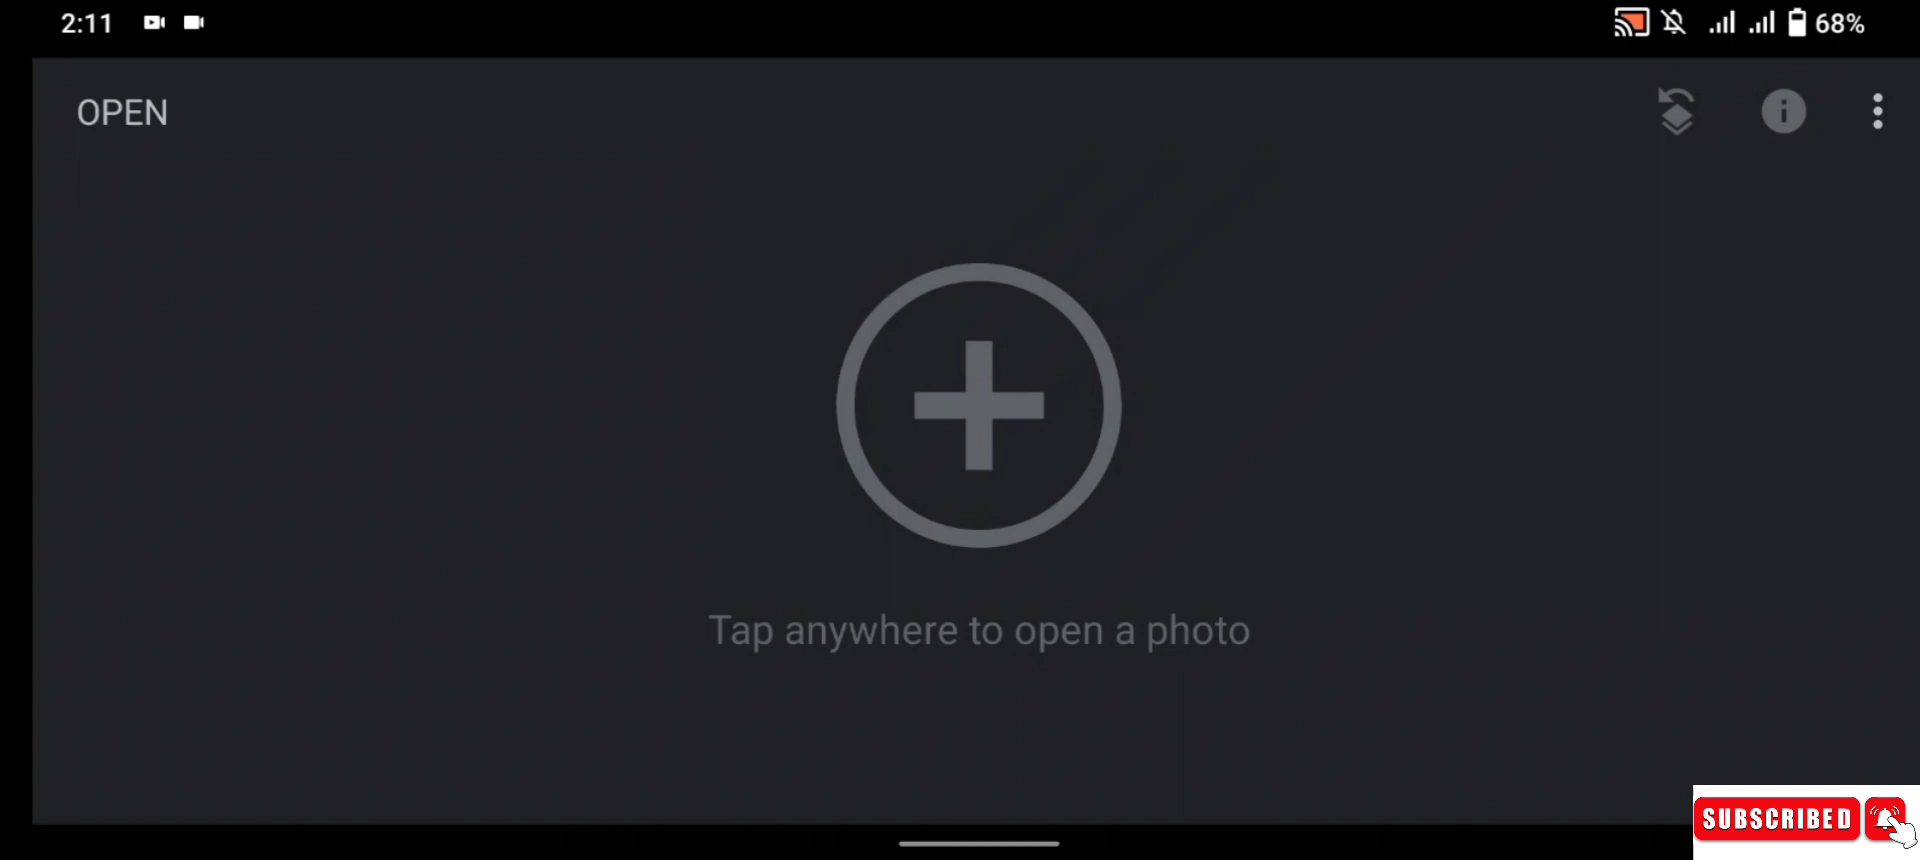 2:11
68%
OPEN
Tap anywhere to open a photo
SUBSCRIBED